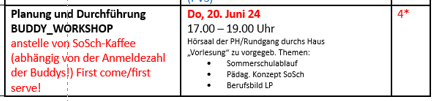 (PVS)
Planung und Durchführung
BUDDY_WORKSHOP
anstelle von SoSch-Kaffee
(abhängig von der Anmeldezahl
der Buddys!) First come/first
serve!
Do, 20. Juni 24
17.00 – 19.00 Uhr
Hörsaal der PH/Rundgang durchs Haus
„Vorlesung" zu vorgegeb. Themen:
• Sommerschulablauf
• Pädag. Konzept SoSch
• Berufsbild LP
4*